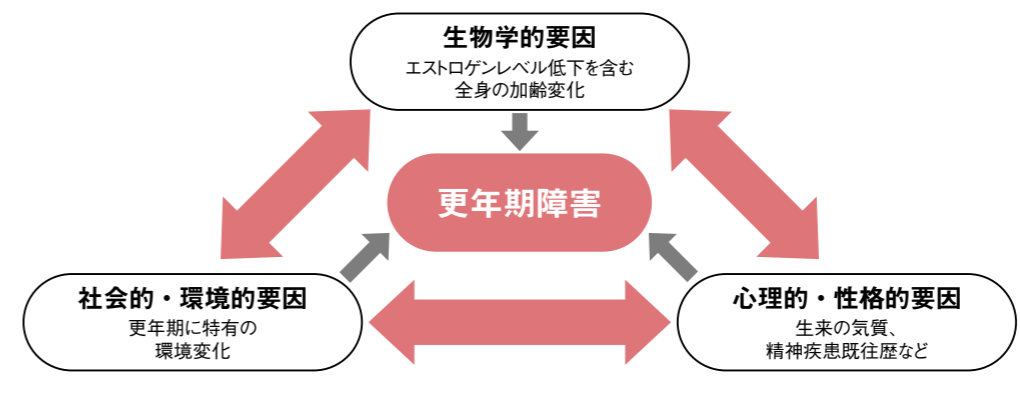 生物学的要因
エストロゲンレベル低下を含む
全身の加齢変化
更年期障害
社会的・環境的要因
更年期に特有の
環境変化
心理的・性格的要因
生来の気質、
精神疾患既往歴など